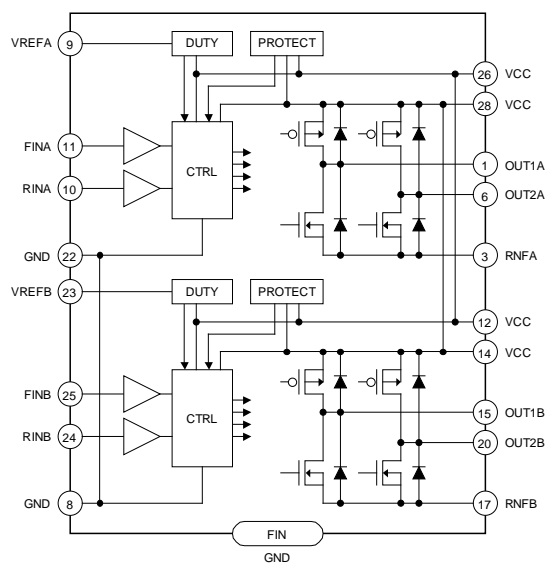 VREFA
9
DUTY
PROTECT
26
VCC
28
VCC
FINA
11
CTRL
1
OUT1A
RINA
10
6
OUT2A
GND
22
3
RNFA
VREFB
23
DUTY
PROTECT
12
VCC
14
VCC
FINB
25
CTRL
15
OUT1B
RINB
24
20
OUT2B
GND
8
17
RNFB
FIN
GND